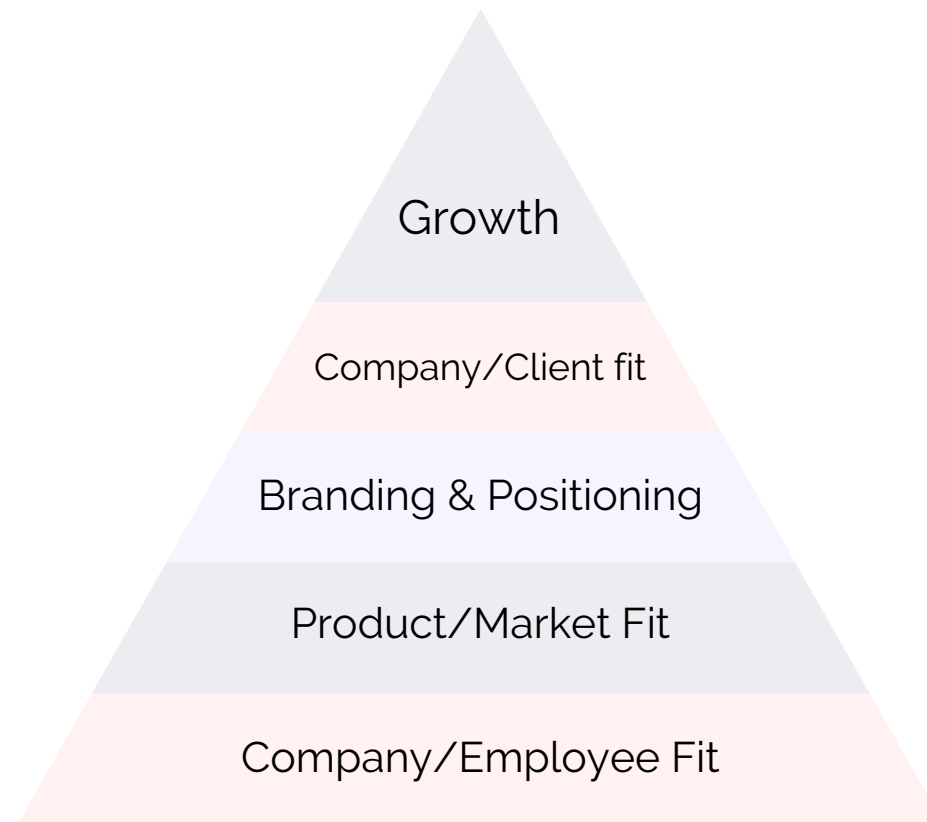 Growth
Company/Client fit
Branding & Positioning
Product/Market Fit
Company/Employee Fit